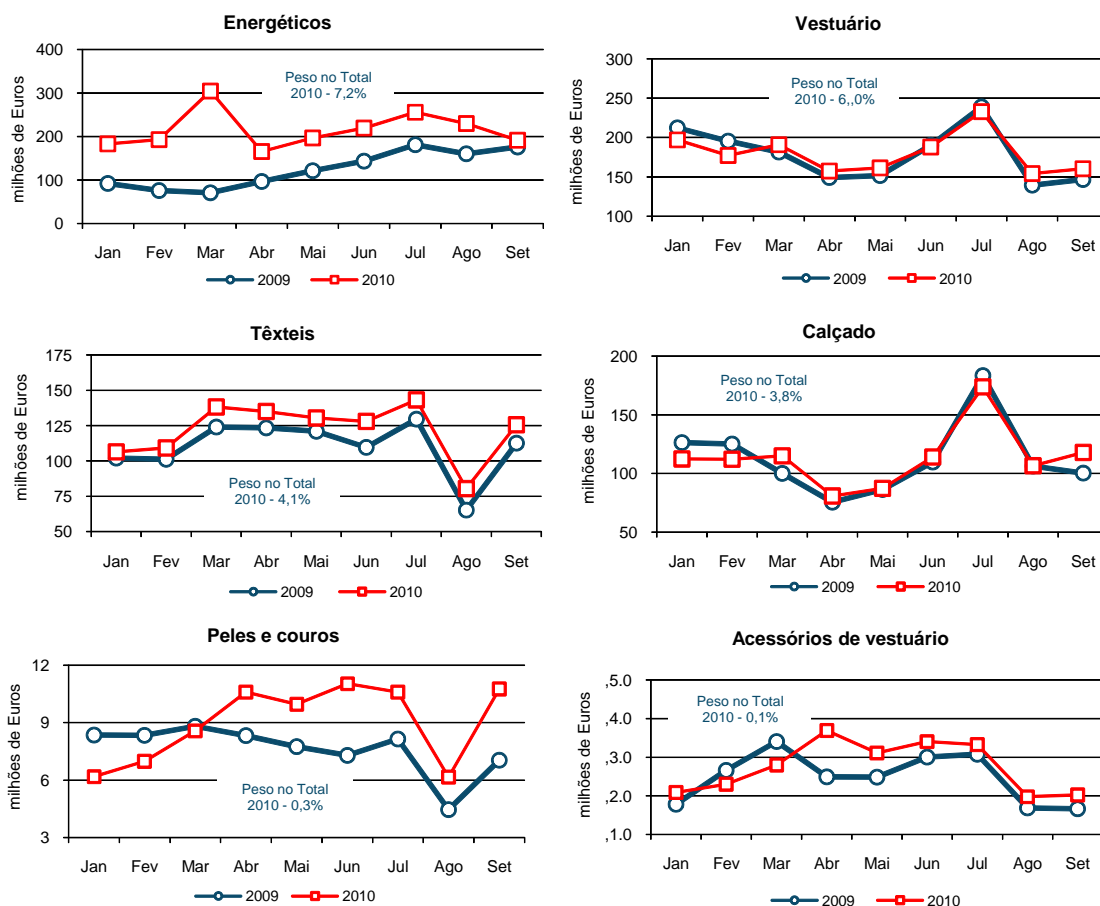 Energéticos
milhões de Euros
400
300
200
100
0
Peso no Total
2010 - 7,2%
Jan Fev Mar Abr Mai Jun Jul Ago Set
2009 2010
Vestuário
milhões de Euros
300
250
200
150
100
Peso no Total
2010 - 6,,0%
Jan Fev Mar Abr Mai Jun Jul Ago Set
2009 2010
Têxteis
milhões de Euros
175
150
125
100
75
50
Peso no Total
2010 - 4,1%
Jan Fev Mar Abr Mai Jun Jul Ago Set
2009 2010
Calçado
milhões de Euros
200
150
100
50
Peso no Total
2010 - 3,8%
Jan Fev Mar Abr Mai Jun Jul Ago Set
2009 2010
Peles e couros
milhões de Euros
12
9
6
3
Peso no Total
2010 - 0,3%
Jan Fev Mar Abr Mai Jun Jul Ago Set
2009 2010
Acessórios de vestuário
milhões de Euros
,5.0
,4.0
,3.0
,2.0
,1.0
Peso no Total
2010 - 0,1%
Jan Fev Mar Abr Mai Jun Jul Ago Set
2009 2010